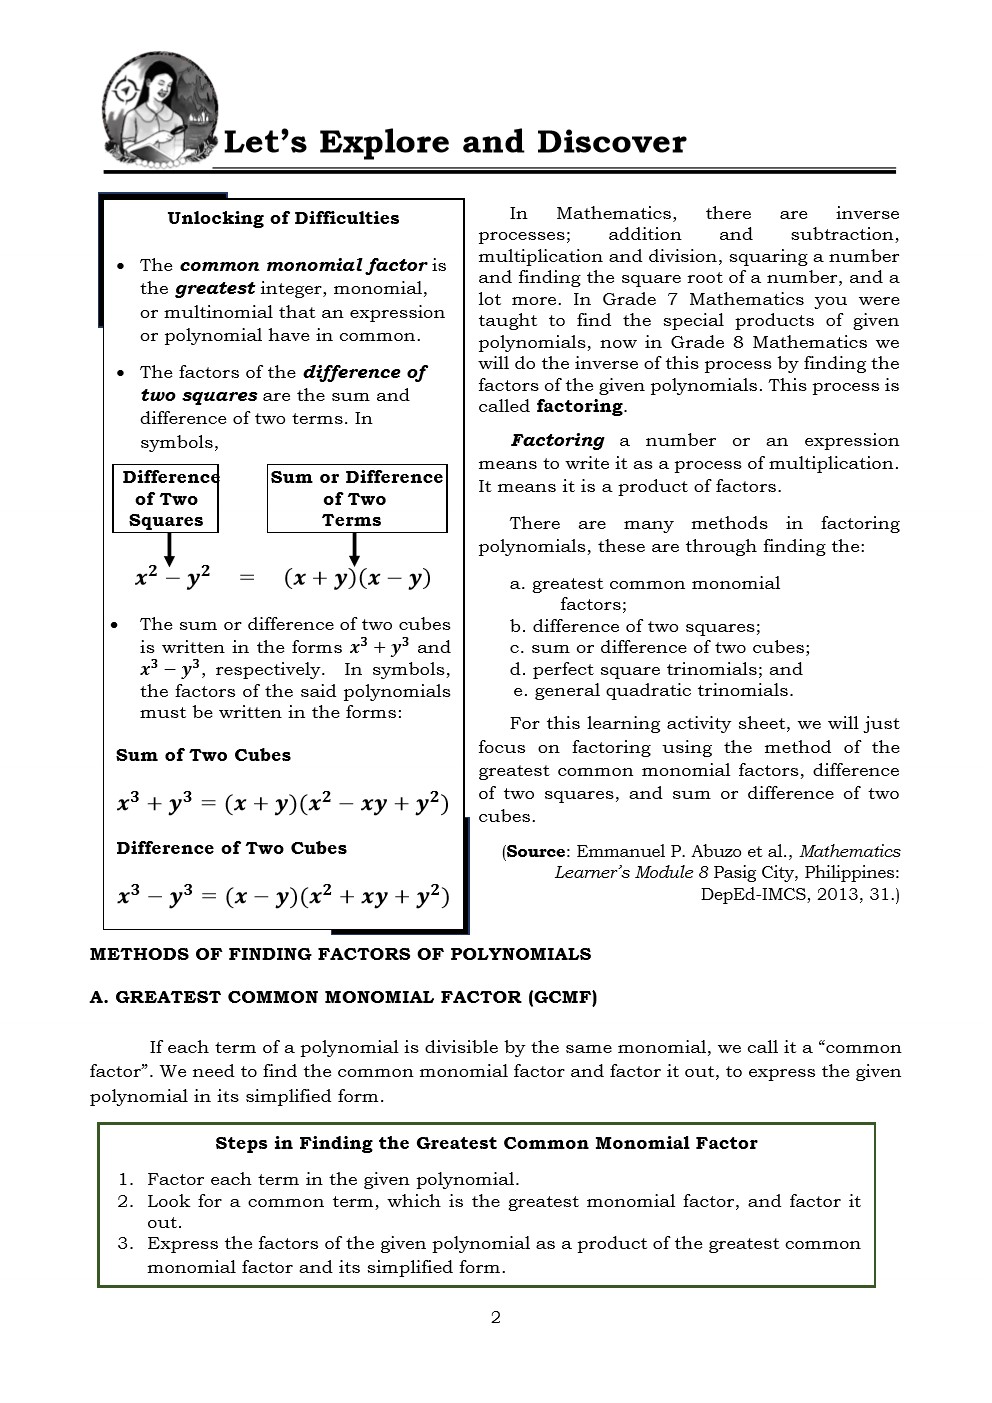 Let’s Explore and Discover
Unlocking of Difficulties
• The common monomial factor is
the greatest integer, monomial,
or multinomial that an expression
or polynomial have in common.
• The factors of the difference of
two squares are the sum and
difference of two terms. In
symbols,
Difference
of Two
Squares
Sum or Difference
of Two
Terms
x² − y² = (x + y)(x − y)
• The sum or difference of two cubes
is written in the forms x³ + y³ and
x³ − y³, respectively. In symbols,
the factors of the said polynomials
must be written in the forms:
Sum of Two Cubes
x³ + y³ = (x + y)(x² − xy + y²)
Difference of Two Cubes
x³ − y³ = (x − y)(x² + xy + y²)
In Mathematics, there are inverse
processes; addition and subtraction,
multiplication and division, squaring a number
and finding the square root of a number, and a
lot more. In Grade 7 Mathematics you were
taught to find the special products of given
polynomials, now in Grade 8 Mathematics we
will do the inverse of this process by finding the
factors of the given polynomials. This process is
called factoring.
Factoring a number or an expression
means to write it as a process of multiplication.
It means it is a product of factors.
There are many methods in factoring
polynomials, these are through finding the:
a. greatest common monomial
factors;
b. difference of two squares;
c. sum or difference of two cubes;
d. perfect square trinomials; and
e. general quadratic trinomials.
For this learning activity sheet, we will just
focus on factoring using the method of the
greatest common monomial factors, difference
of two squares, and sum or difference of two
cubes.
(Source: Emmanuel P. Abuzo et al., Mathematics
Learner’s Module 8 Pasig City, Philippines:
DepEd-IMCS, 2013, 31.)
METHODS OF FINDING FACTORS OF POLYNOMIALS
A. GREATEST COMMON MONOMIAL FACTOR (GCMF)
If each term of a polynomial is divisible by the same monomial, we call it a “common
factor”. We need to find the common monomial factor and factor it out, to express the given
polynomial in its simplified form.
Steps in Finding the Greatest Common Monomial Factor
1. Factor each term in the given polynomial.
2. Look for a common term, which is the greatest monomial factor, and factor it
out.
3. Express the factors of the given polynomial as a product of the greatest common
monomial factor and its simplified form.
2